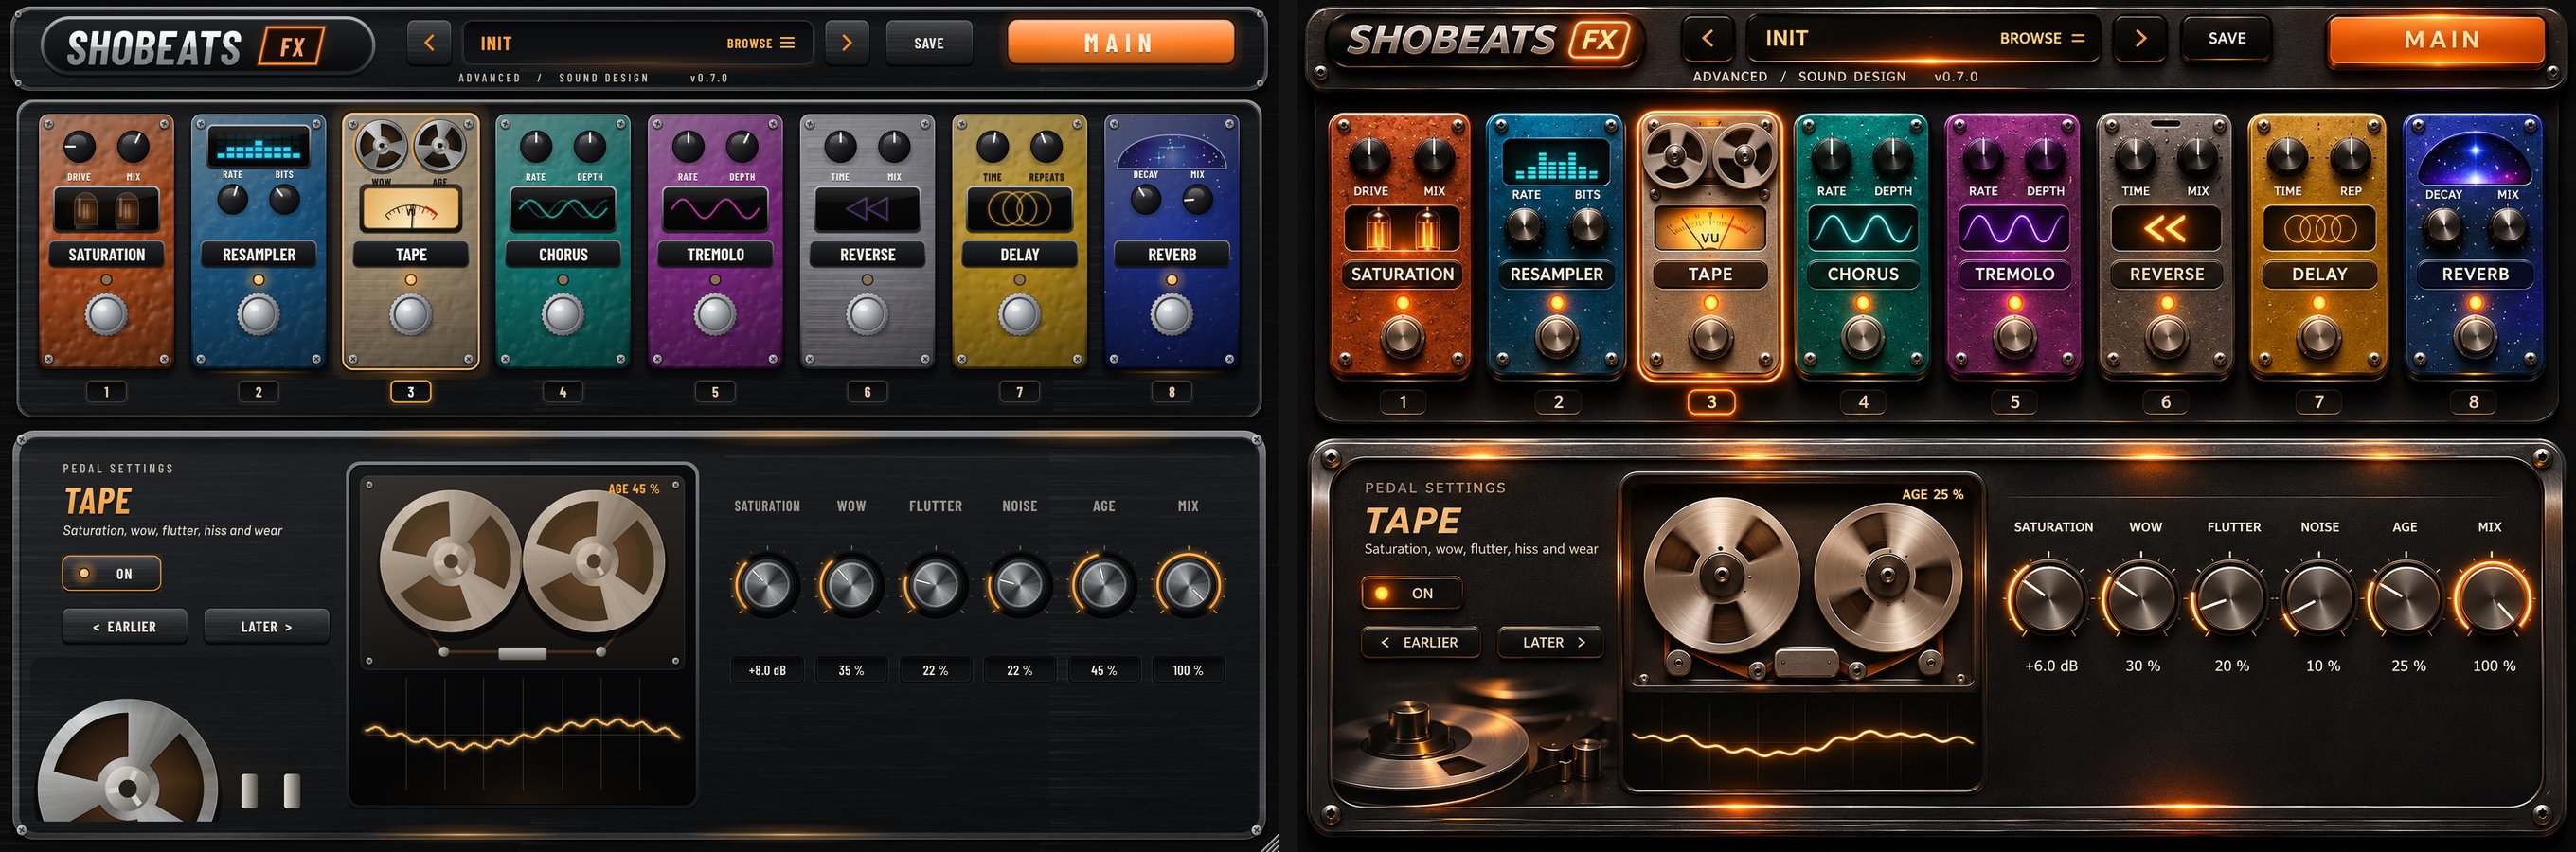 SHOBEATS FX
INIT
BROWSE
SAVE
MAIN
ADVANCED / SOUND DESIGN v0.7.0
DRIVE MIX
SATURATION
1
RATE BITS
RESAMPLER
2
WOW AGE
VU
TAPE
3
RATE DEPTH
CHORUS
4
RATE DEPTH
TREMOLO
5
TIME MIX
REVERSE
6
TIME REPEATS
DELAY
7
DECAY MIX
REVERB
8
PEDAL SETTINGS
TAPE
Saturation, wow, flutter, hiss and wear
ON
< EARLIER
LATER >
AGE 45 %
SATURATION WOW FLUTTER NOISE AGE MIX
+8.0 dB 35 % 22 % 22 % 45 % 100 %
SHOBEATS FX
INIT
BROWSE
SAVE
MAIN
ADVANCED / SOUND DESIGN v0.7.0
DRIVE MIX
SATURATION
1
RATE BITS
RESAMPLER
2
VU
TAPE
3
RATE DEPTH
CHORUS
4
RATE DEPTH
TREMOLO
5
TIME MIX
REVERSE
6
TIME REP
DELAY
7
DECAY MIX
REVERB
8
PEDAL SETTINGS
TAPE
Saturation, wow, flutter, hiss and wear
ON
< EARLIER
LATER >
AGE 25 %
SATURATION WOW FLUTTER NOISE AGE MIX
+6.0 dB 30 % 20 % 10 % 25 % 100 %